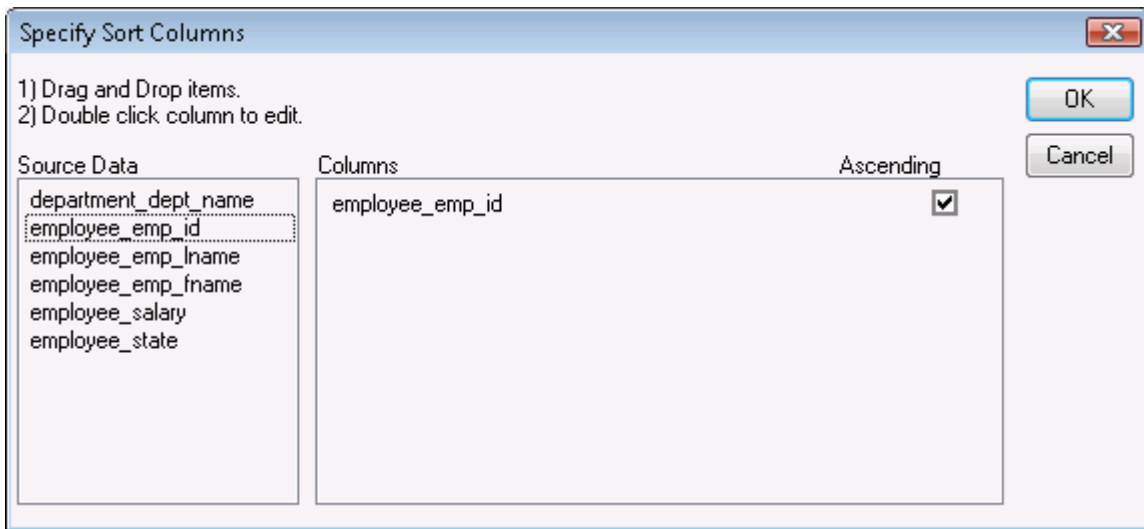 Specify Sort Columns
1) Drag and Drop items.
2) Double click column to edit.
OK
Cancel
Source Data
department_dept_name
employee_emp_id
employee_emp_lname
employee_emp_fname
employee_salary
employee_state
Columns
Ascending
employee_emp_id